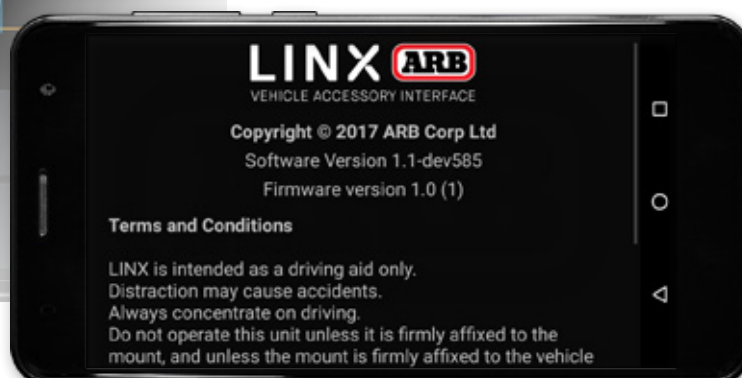 LINX ARB
VEHICLE ACCESSORY INTERFACE
Copyright © 2017 ARB Corp Ltd
Software Version 1.1-dev585
Firmware version 1.0 (1)
Terms and Conditions
LINX is intended as a driving aid only.
Distraction may cause accidents.
Always concentrate on driving.
Do not operate this unit unless it is firmly affixed to the
mount, and unless the mount is firmly affixed to the vehicle